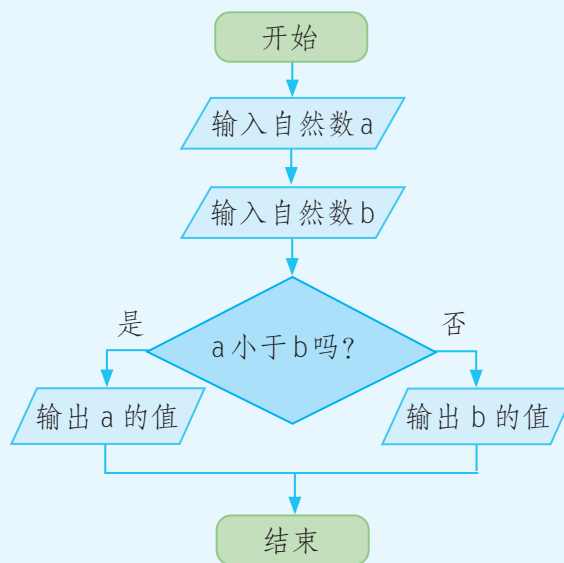 开始
输入自然数a
输入自然数b
是
否
a小于b吗？
输出a的值
输出b的值
结束